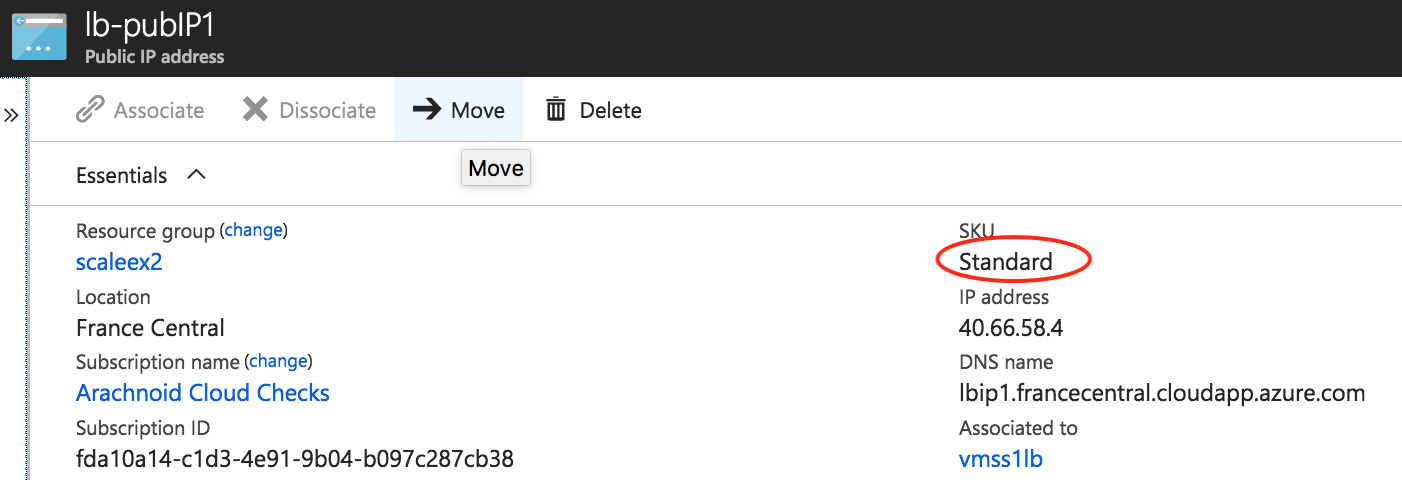 lb-pubIP1
Public IP address
Associate Dissociate Move Delete
Move
Essentials
Resource group (change)
scaleex2
Location
France Central
Subscription name (change)
Arachnoid Cloud Checks
Subscription ID
fda10a14-c1d3-4e91-9b04-b097c287cb38
SKU
Standard
IP address
40.66.58.4
DNS name
lbip1.francecentral.cloudapp.azure.com
Associated to
vmss1lb